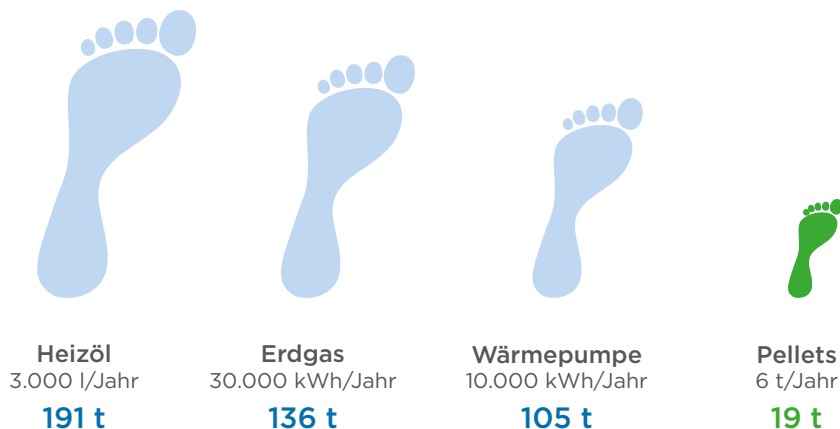 Heizöl
3.000 l/Jahr
191 t
Erdgas
30.000 kWh/Jahr
136 t
Wärmepumpe
10.000 kWh/Jahr
105 t
Pellets
6 t/Jahr
19 t